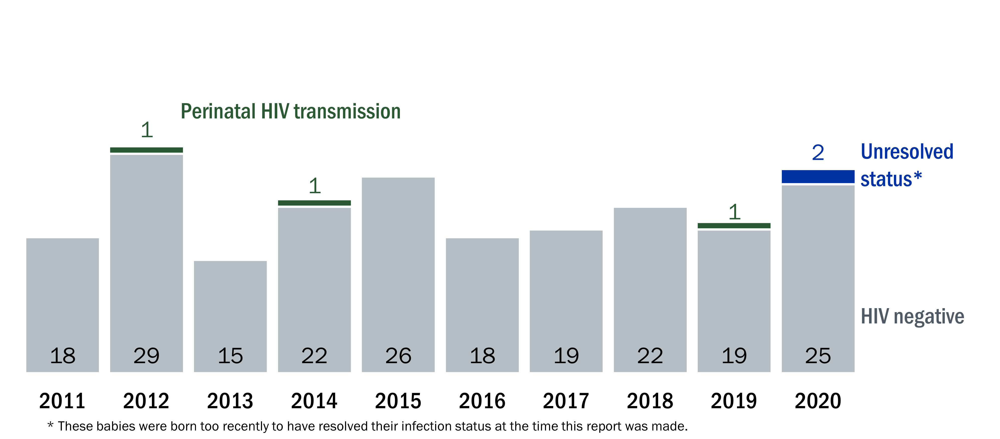 Perinatal HIV transmission
1
Unresolved
2
status*
1
1
HIV negative
18 29 15 22 26 18 19 22 19 25
2011 2012 2013 2014 2015 2016 2017 2018 2019 2020
* These babies were born too recently to have resolved their infection status at the time this report was made.